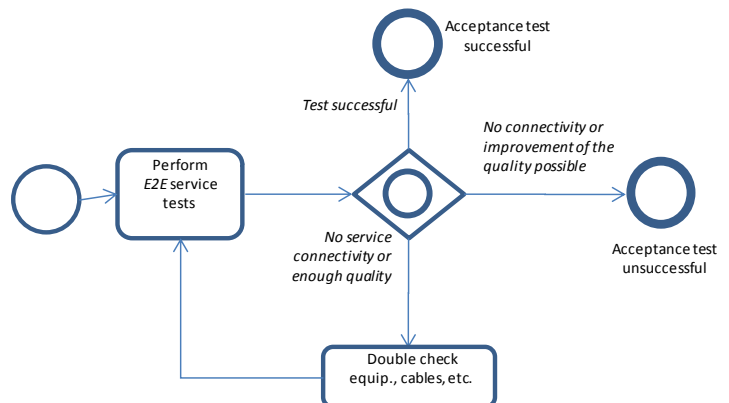 Acceptance test
successful
Test successful
No connectivity or
improvement of the
quality possible
Perform
E2E service
tests
Acceptance test
unsuccessful
No service
connectivity or
enough quality
Double check
equip., cables, etc.